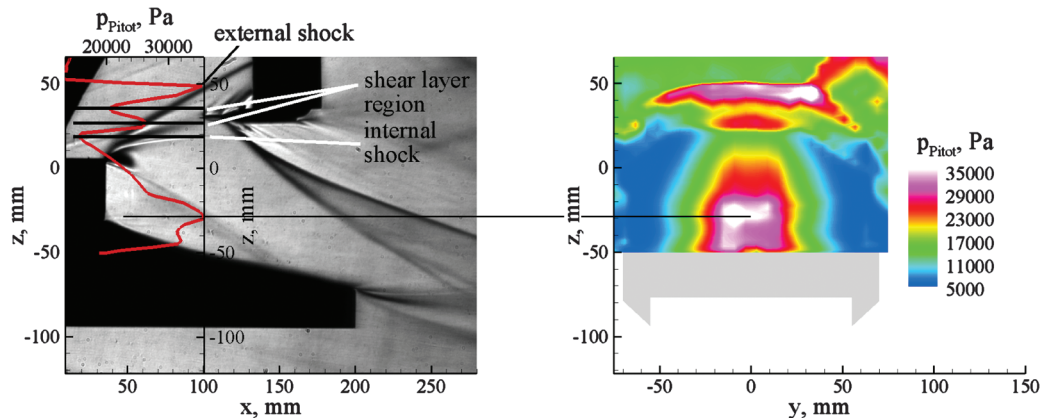 p_Pitot, Pa
20000 30000
external shock
shear layer
region
internal
shock
50
0
-50
-100
z, mm
50
0
-50
-100
z, mm
50 100 150 200 250
x, mm
50
0
-50
-100
z, mm
-50 0 50 100 150
y, mm
p_Pitot, Pa
35000
29000
23000
17000
11000
5000